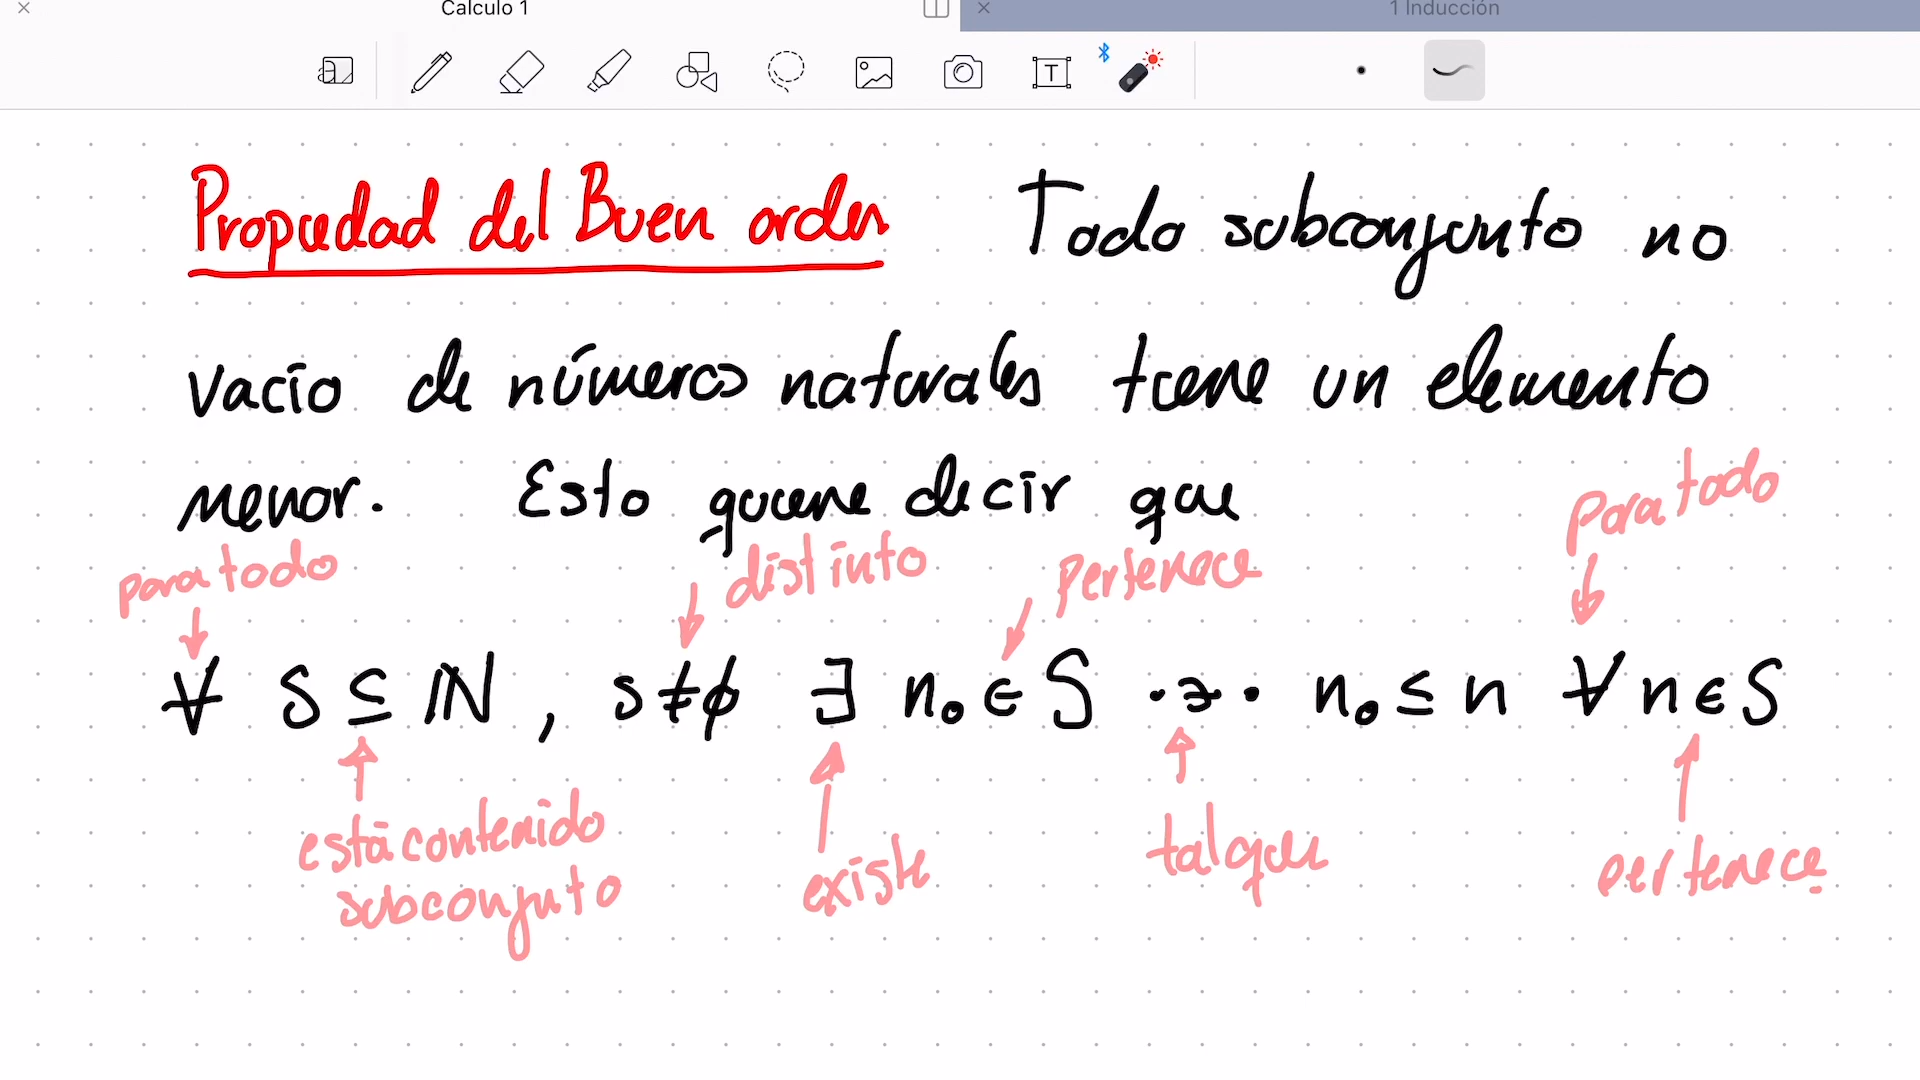 Calculo 1
1 Inducción
Propiedad del Buen orden Todo subconjunto no
vacío de números naturales tiene un elemento
menor. Esto quiere decir que
para todo
distinto
pertenece
para todo
∀ S ⊆ ℕ , S ≠ ϕ ∃ n₀ ∈ S ·∋· n₀ ≤ n ∀ n ∈ S
está contenido
subconjuto
existe
tal que
pertenece